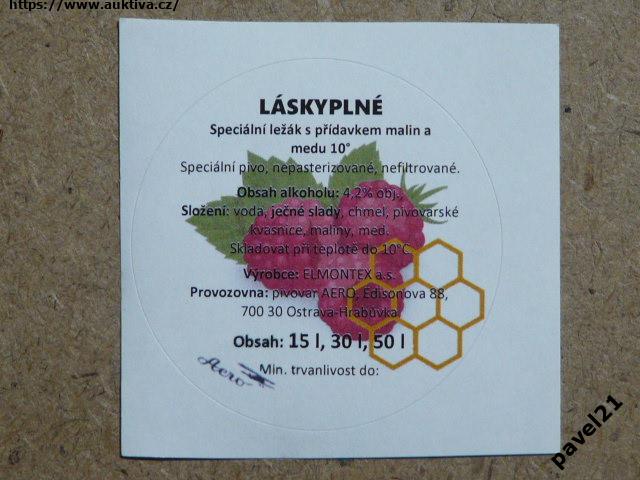 https://www.auktiva.cz/
LÁSKYPLNÉ
Speciální ležák s přídavkem malin a
medu 10°
Speciální pivo, nepasterizované, nefiltrované.
Obsah alkoholu: 4,2% obj.
Složení: voda, ječné slady, chmel, pivovarské
kvasnice, maliny, med.
Skladovat při teplotě do 10°C
Výrobce: ELMONTEX a.s.
Provozovna: pivovar AERO, Edisonova 88,
700 30 Ostrava-Hrabůvka
Obsah: 15 l, 30 l, 50 l
Min. trvanlivost do:
Aero
pavel21